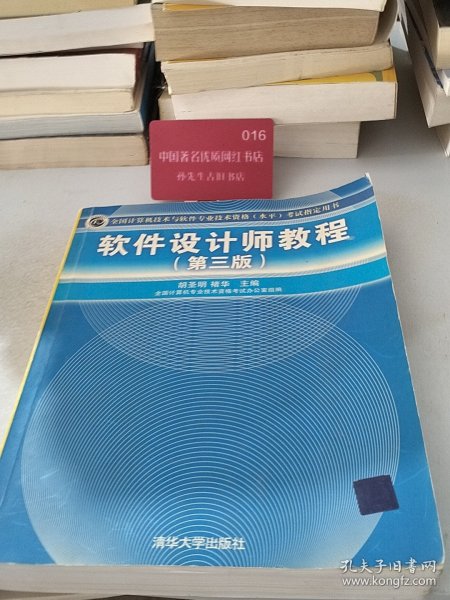 016
中国著名优质网红书店
孙先生古旧书店
全国计算机技术与软件专业技术资格（水平）考试指定用书
软件设计师教程
（第三版）
胡圣明 褚华 主编
全国计算机专业技术资格考试办公室组编
清华大学出版社
孔夫子旧书网
www.kongfz.com